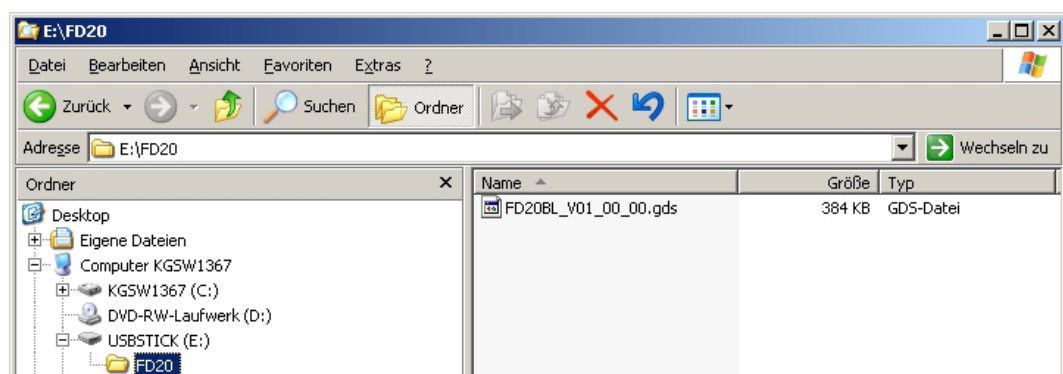 E:\FD20
Datei Bearbeiten Ansicht Favoriten Extras ?
Zurück Suchen Ordner
Adresse E:\FD20 Wechseln zu
Ordner x Name Größe Typ
Desktop FD20BL_V01_00_00.gds 384 KB GDS-Datei
Eigene Dateien
Computer KGSW1367
KGSW1367 (C:)
DVD-RW-Laufwerk (D:)
USBSTICK (E:)
FD20